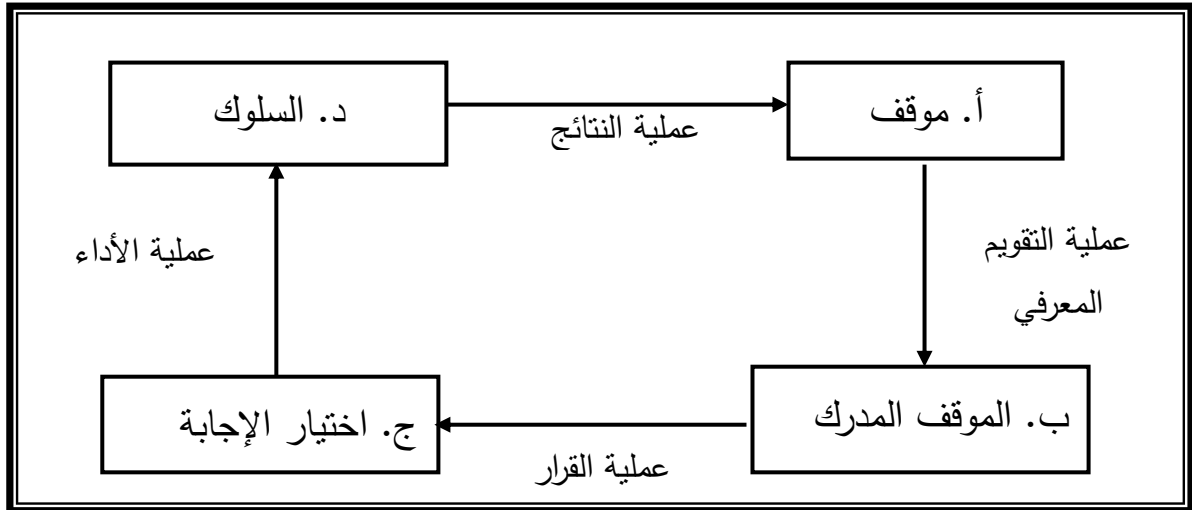 أ. موقف
د. السلوك
عملية النتائج
عملية التقويم
المعرفي
عملية الأداء
ب. الموقف المدرك
ج. اختيار الإجابة
عملية القرار